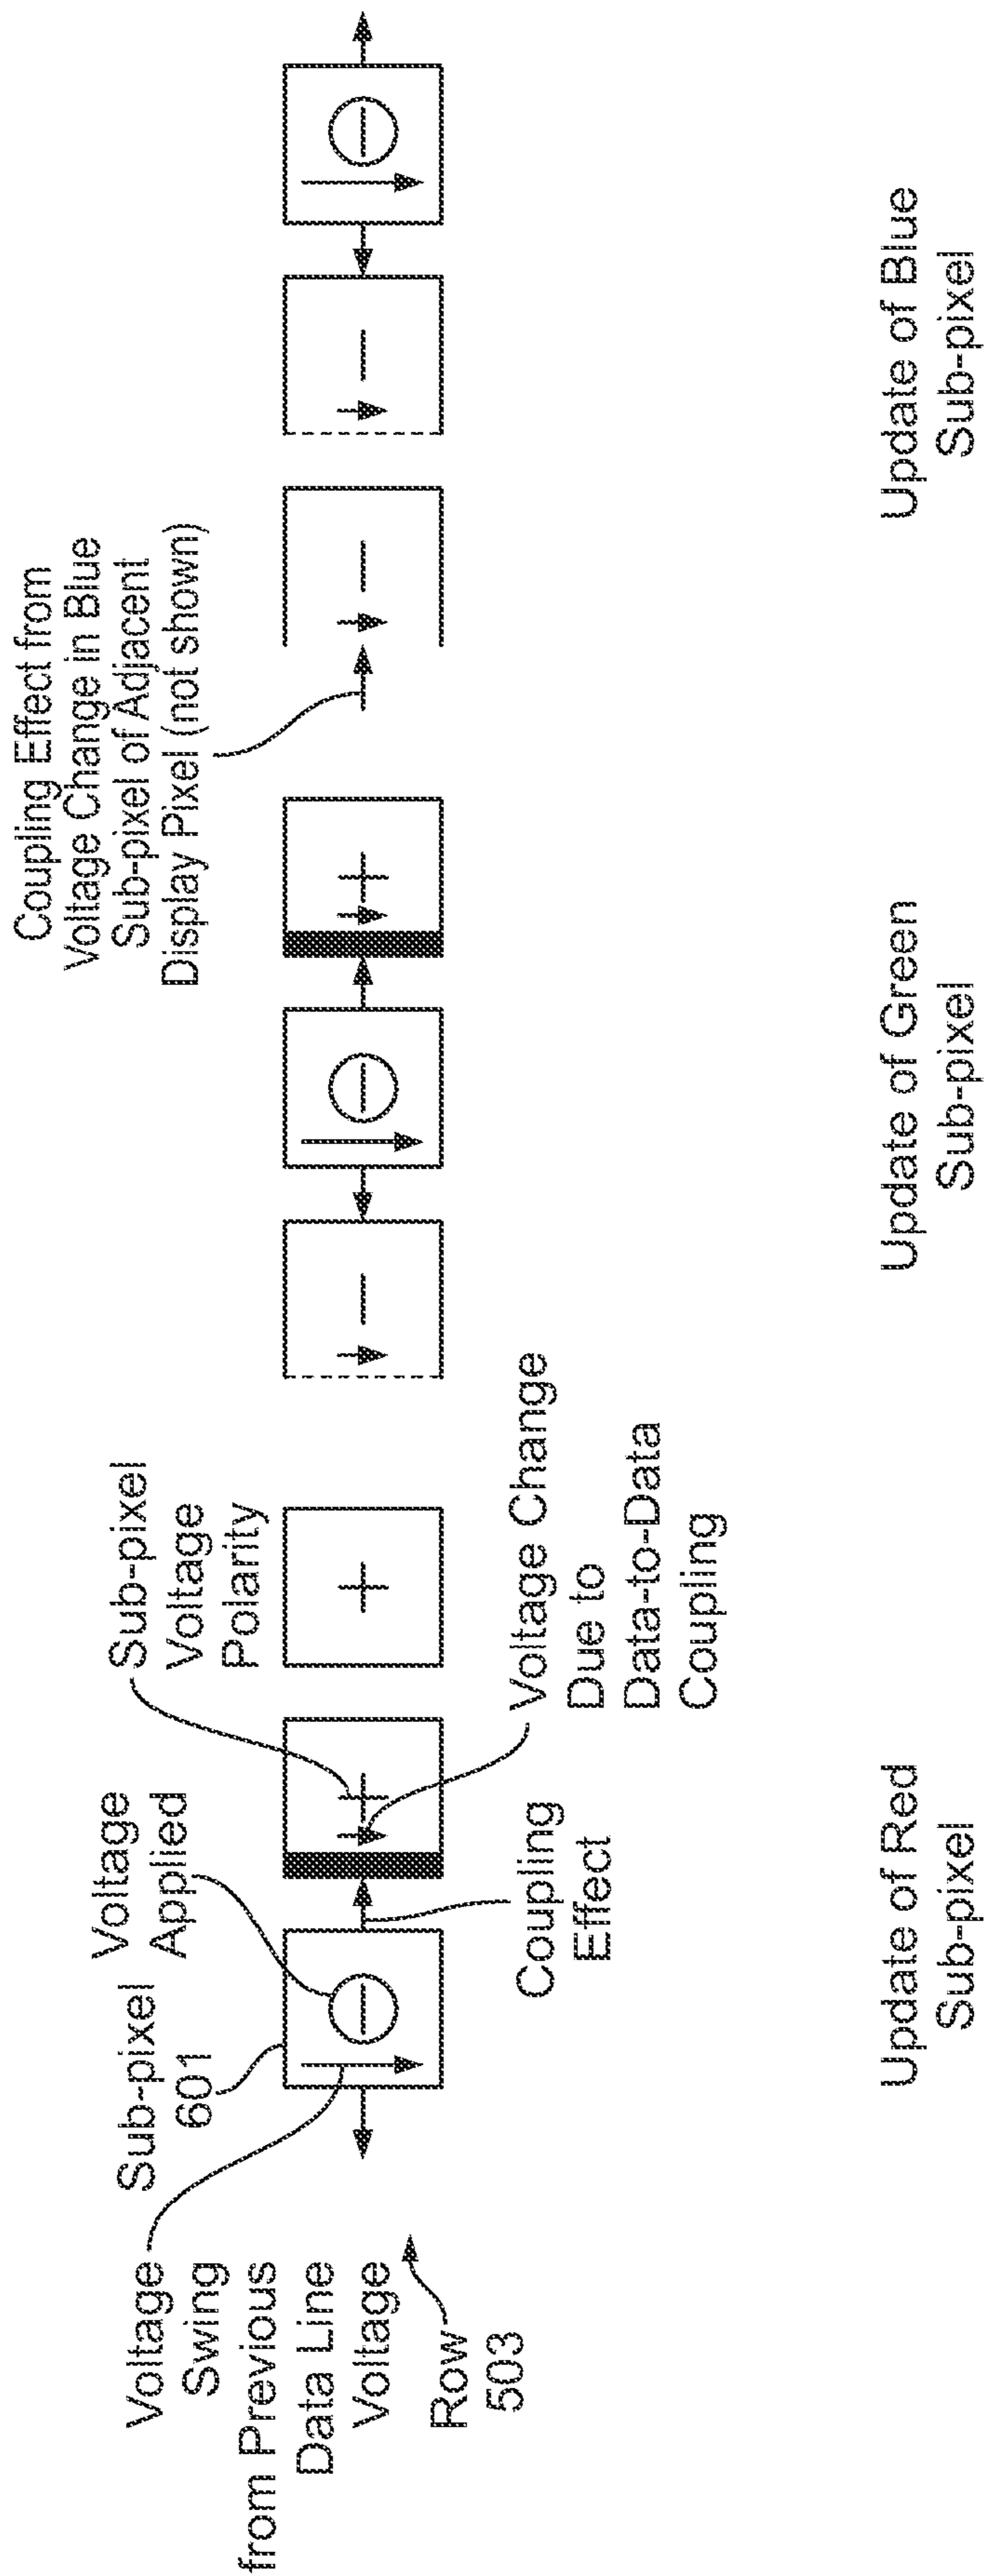 Voltage
Swing
from Previous
Data Line
Voltage
Row
503
Sub-pixel
601
Voltage
Applied
Sub-pixel
Voltage
Polarity
Coupling
Effect
Voltage Change
Due to
Data-to-Data
Coupling
Coupling Effect from
Voltage Change in Blue
Sub-pixel of Adjacent
Display Pixel (not shown)
Update of Red
Sub-pixel
Update of Green
Sub-pixel
Update of Blue
Sub-pixel